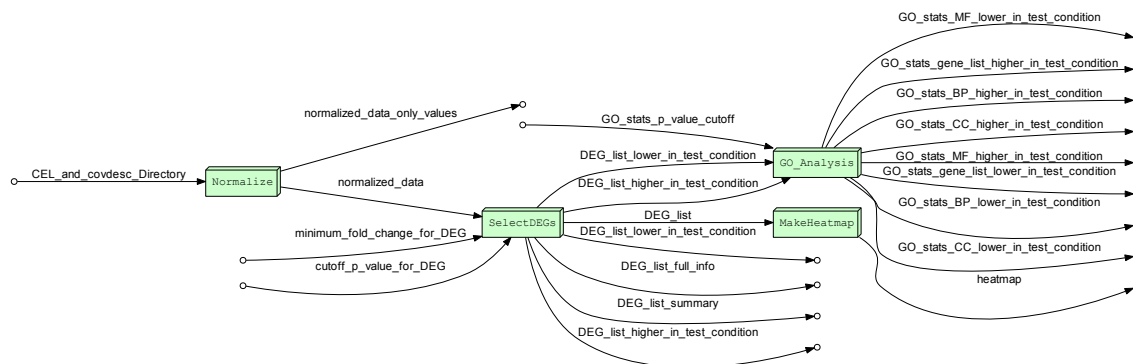 GO_stats_MF_lower_in_test_condition
GO_stats_gene_list_higher_in_test_condition
GO_stats_BP_higher_in_test_condition
normalized_data_only_values
GO_stats_p_value_cutoff
GO_stats_CC_higher_in_test_condition
DEG_list_lower_in_test_condition
GO_Analysis
GO_stats_MF_higher_in_test_condition
CEL_and_covdesc_Directory
Normalize
normalized_data
DEG_list_higher_in_test_condition
GO_stats_gene_list_lower_in_test_condition
GO_stats_BP_lower_in_test_condition
SelectDEGs
DEG_list
MakeHeatmap
minimum_fold_change_for_DEG
DEG_list_lower_in_test_condition
GO_stats_CC_lower_in_test_condition
cutoff_p_value_for_DEG
DEG_list_full_info
heatmap
DEG_list_summary
DEG_list_higher_in_test_condition